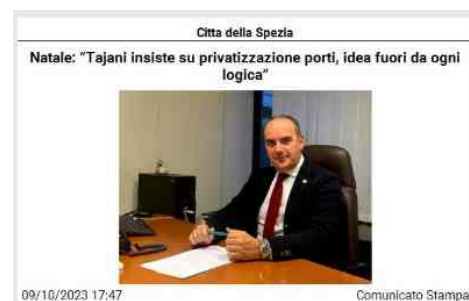 Citta della Spezia
Natale: “Tajani insiste su privatizzazione porti, idea fuori da ogni
logica”
09/10/2023 17:47
Comunicato Stampa